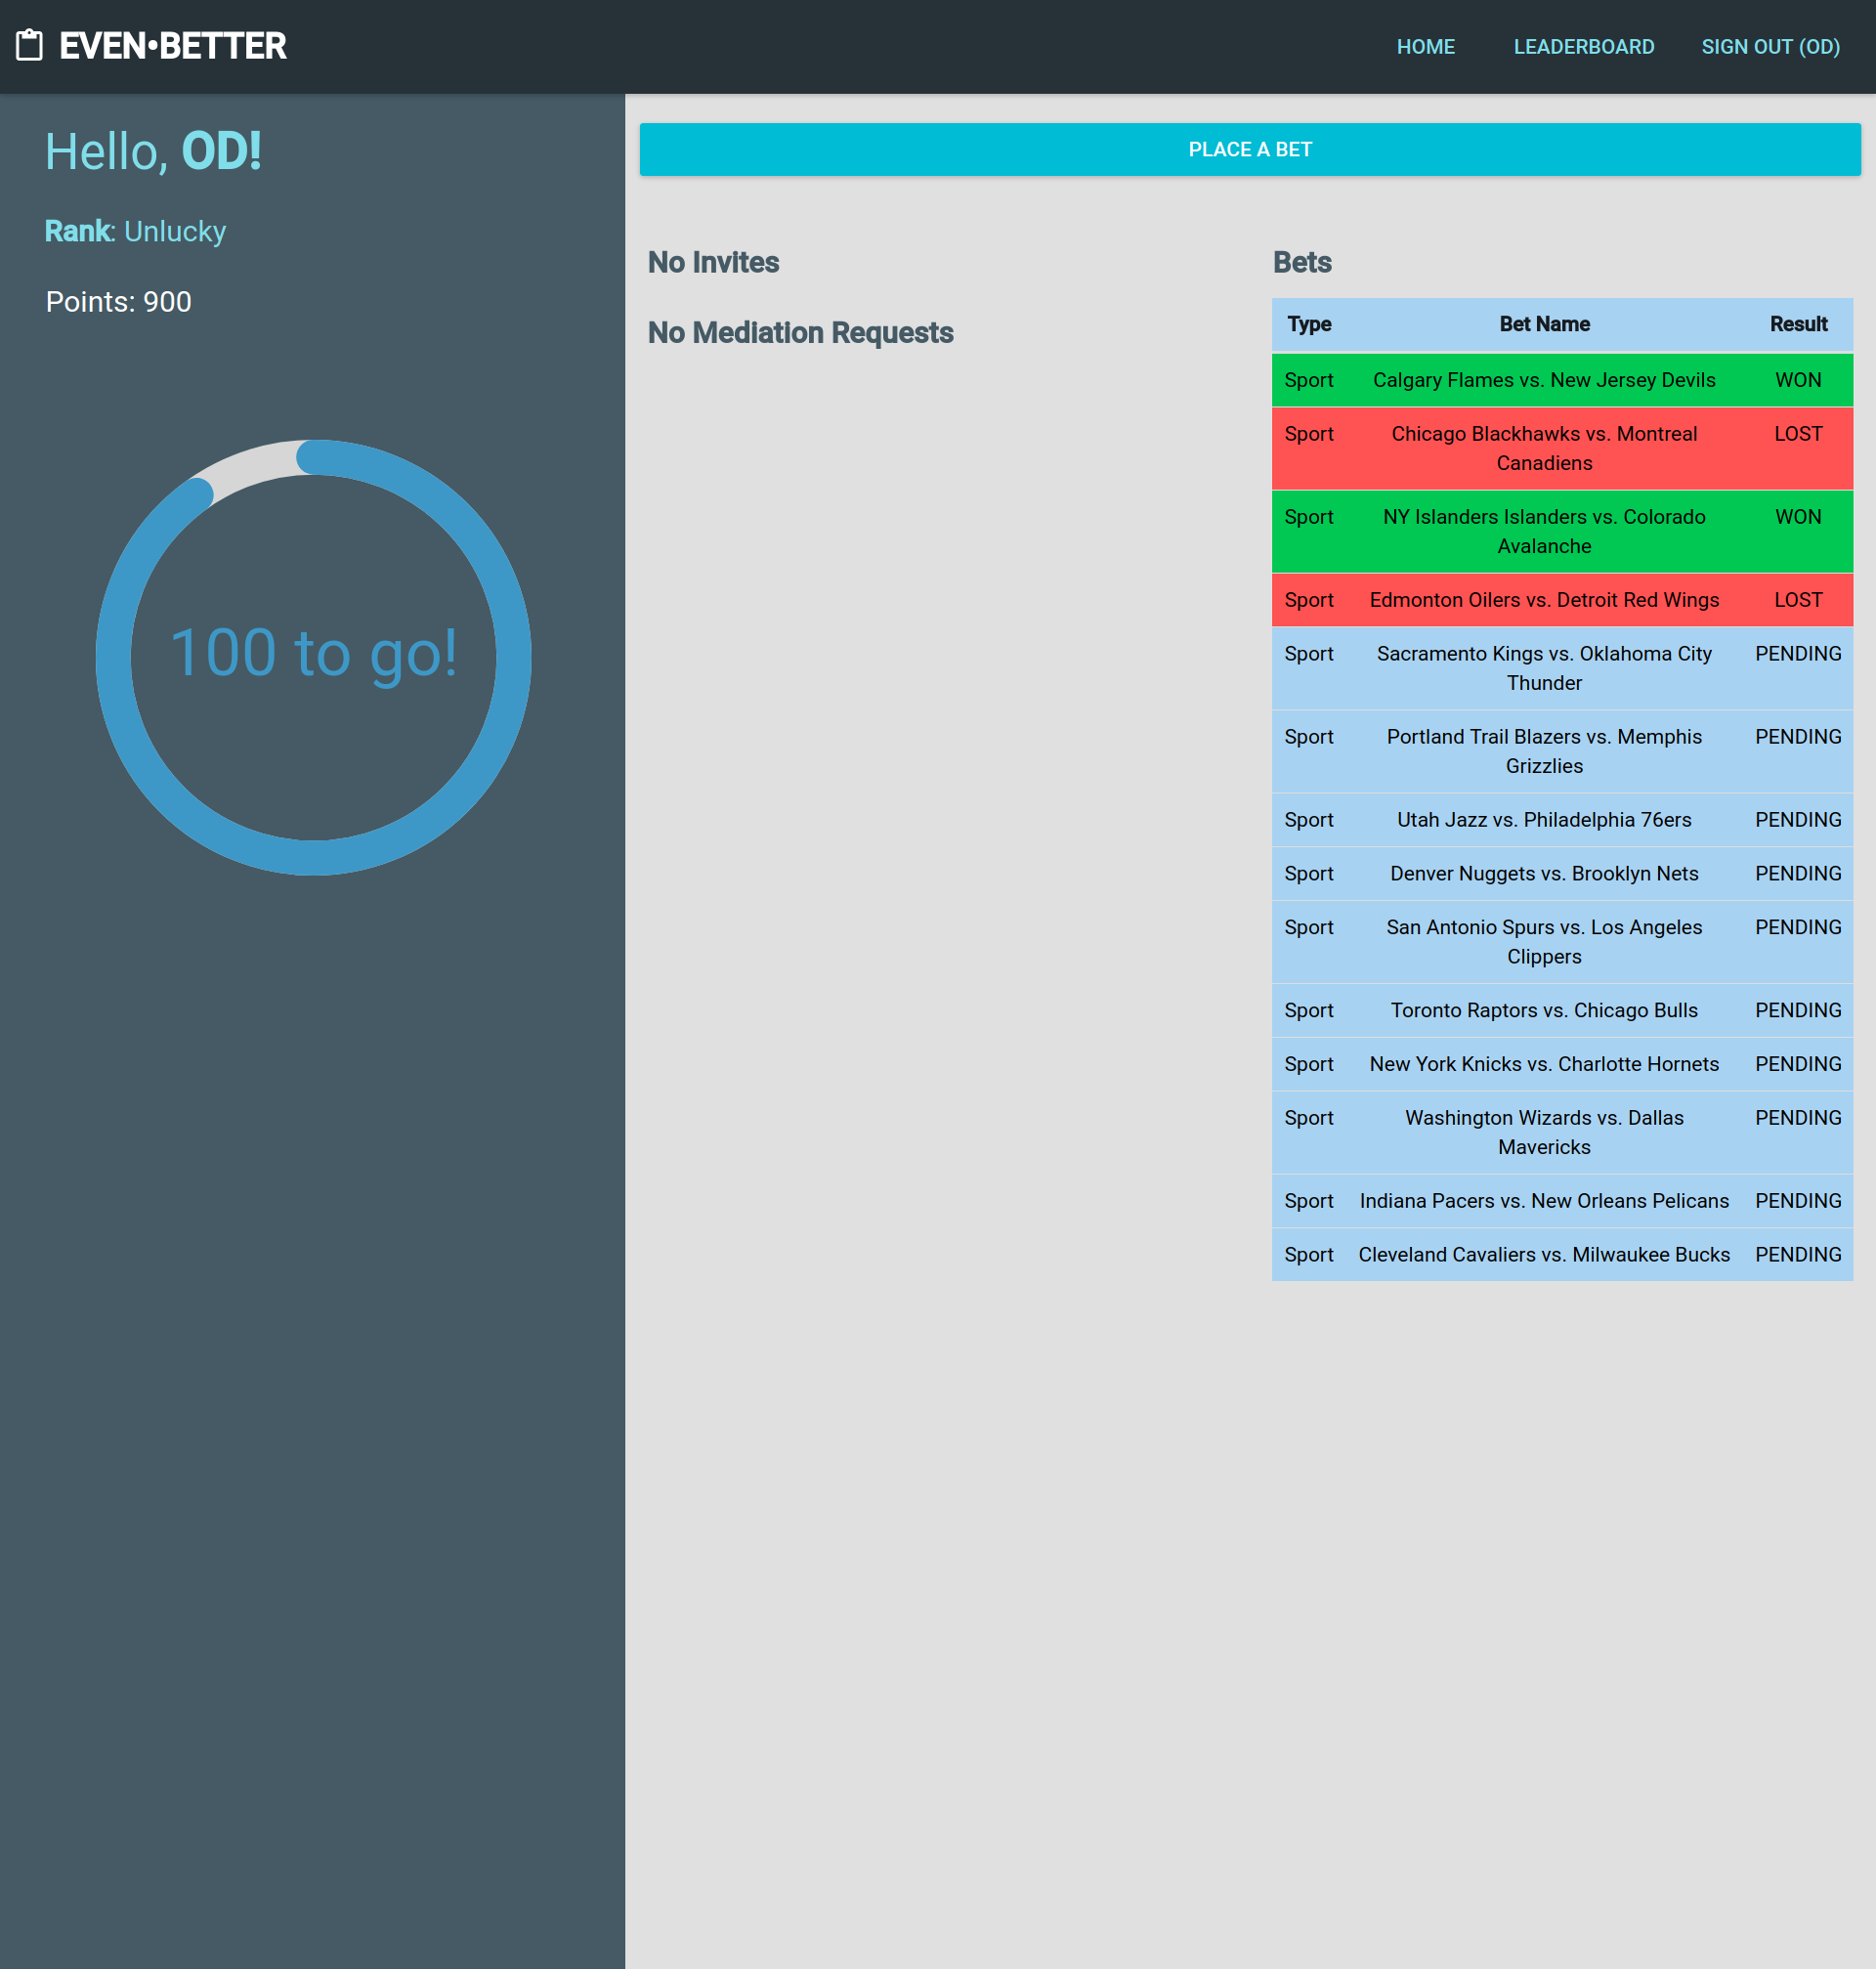 EVEN•BETTER
HOME
LEADERBOARD
SIGN OUT (OD)
Hello, OD!
Rank: Unlucky
Points: 900
100 to go!
PLACE A BET
No Invites
No Mediation Requests
Bets
Type Bet Name Result
Sport Calgary Flames vs. New Jersey Devils WON
Sport Chicago Blackhawks vs. Montreal LOST
Canadiens
Sport NY Islanders Islanders vs. Colorado WON
Avalanche
Sport Edmonton Oilers vs. Detroit Red Wings LOST
Sport Sacramento Kings vs. Oklahoma City PENDING
Thunder
Sport Portland Trail Blazers vs. Memphis PENDING
Grizzlies
Sport Utah Jazz vs. Philadelphia 76ers PENDING
Sport Denver Nuggets vs. Brooklyn Nets PENDING
Sport San Antonio Spurs vs. Los Angeles PENDING
Clippers
Sport Toronto Raptors vs. Chicago Bulls PENDING
Sport New York Knicks vs. Charlotte Hornets PENDING
Sport Washington Wizards vs. Dallas PENDING
Mavericks
Sport Indiana Pacers vs. New Orleans Pelicans PENDING
Sport Cleveland Cavaliers vs. Milwaukee Bucks PENDING